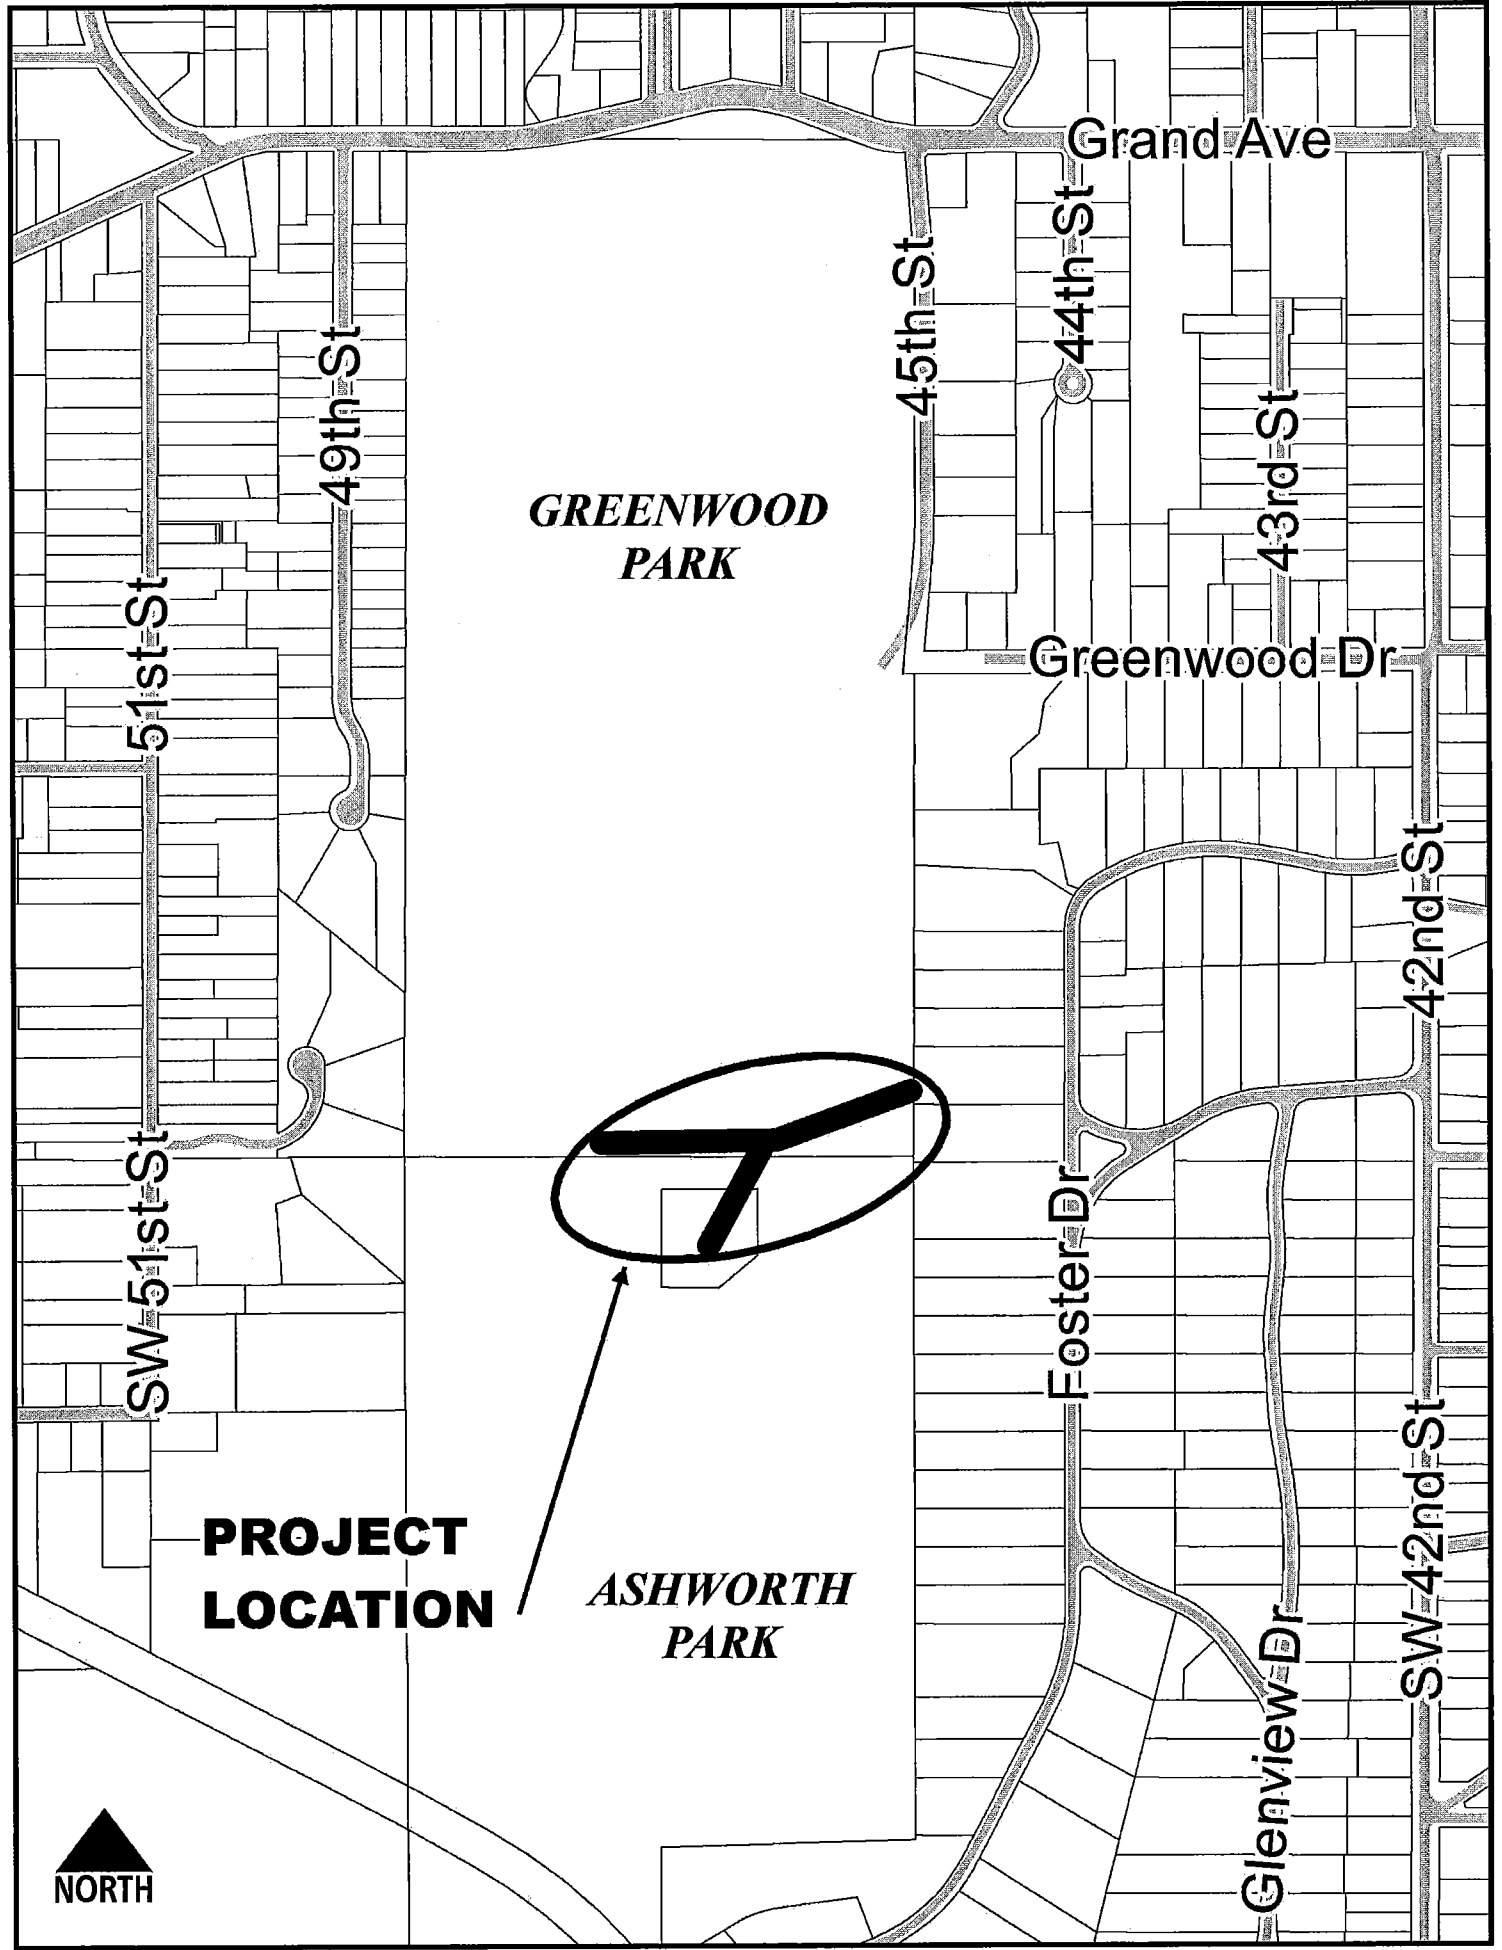 Grand Ave
45th St
44th St
49th St
43rd St
GREENWOOD
PARK
51st St
Greenwood Dr
42nd St
SW 51st St
Foster Dr
PROJECT
LOCATION
ASHWORTH
PARK
SW 42nd St
Glenview Dr
NORTH